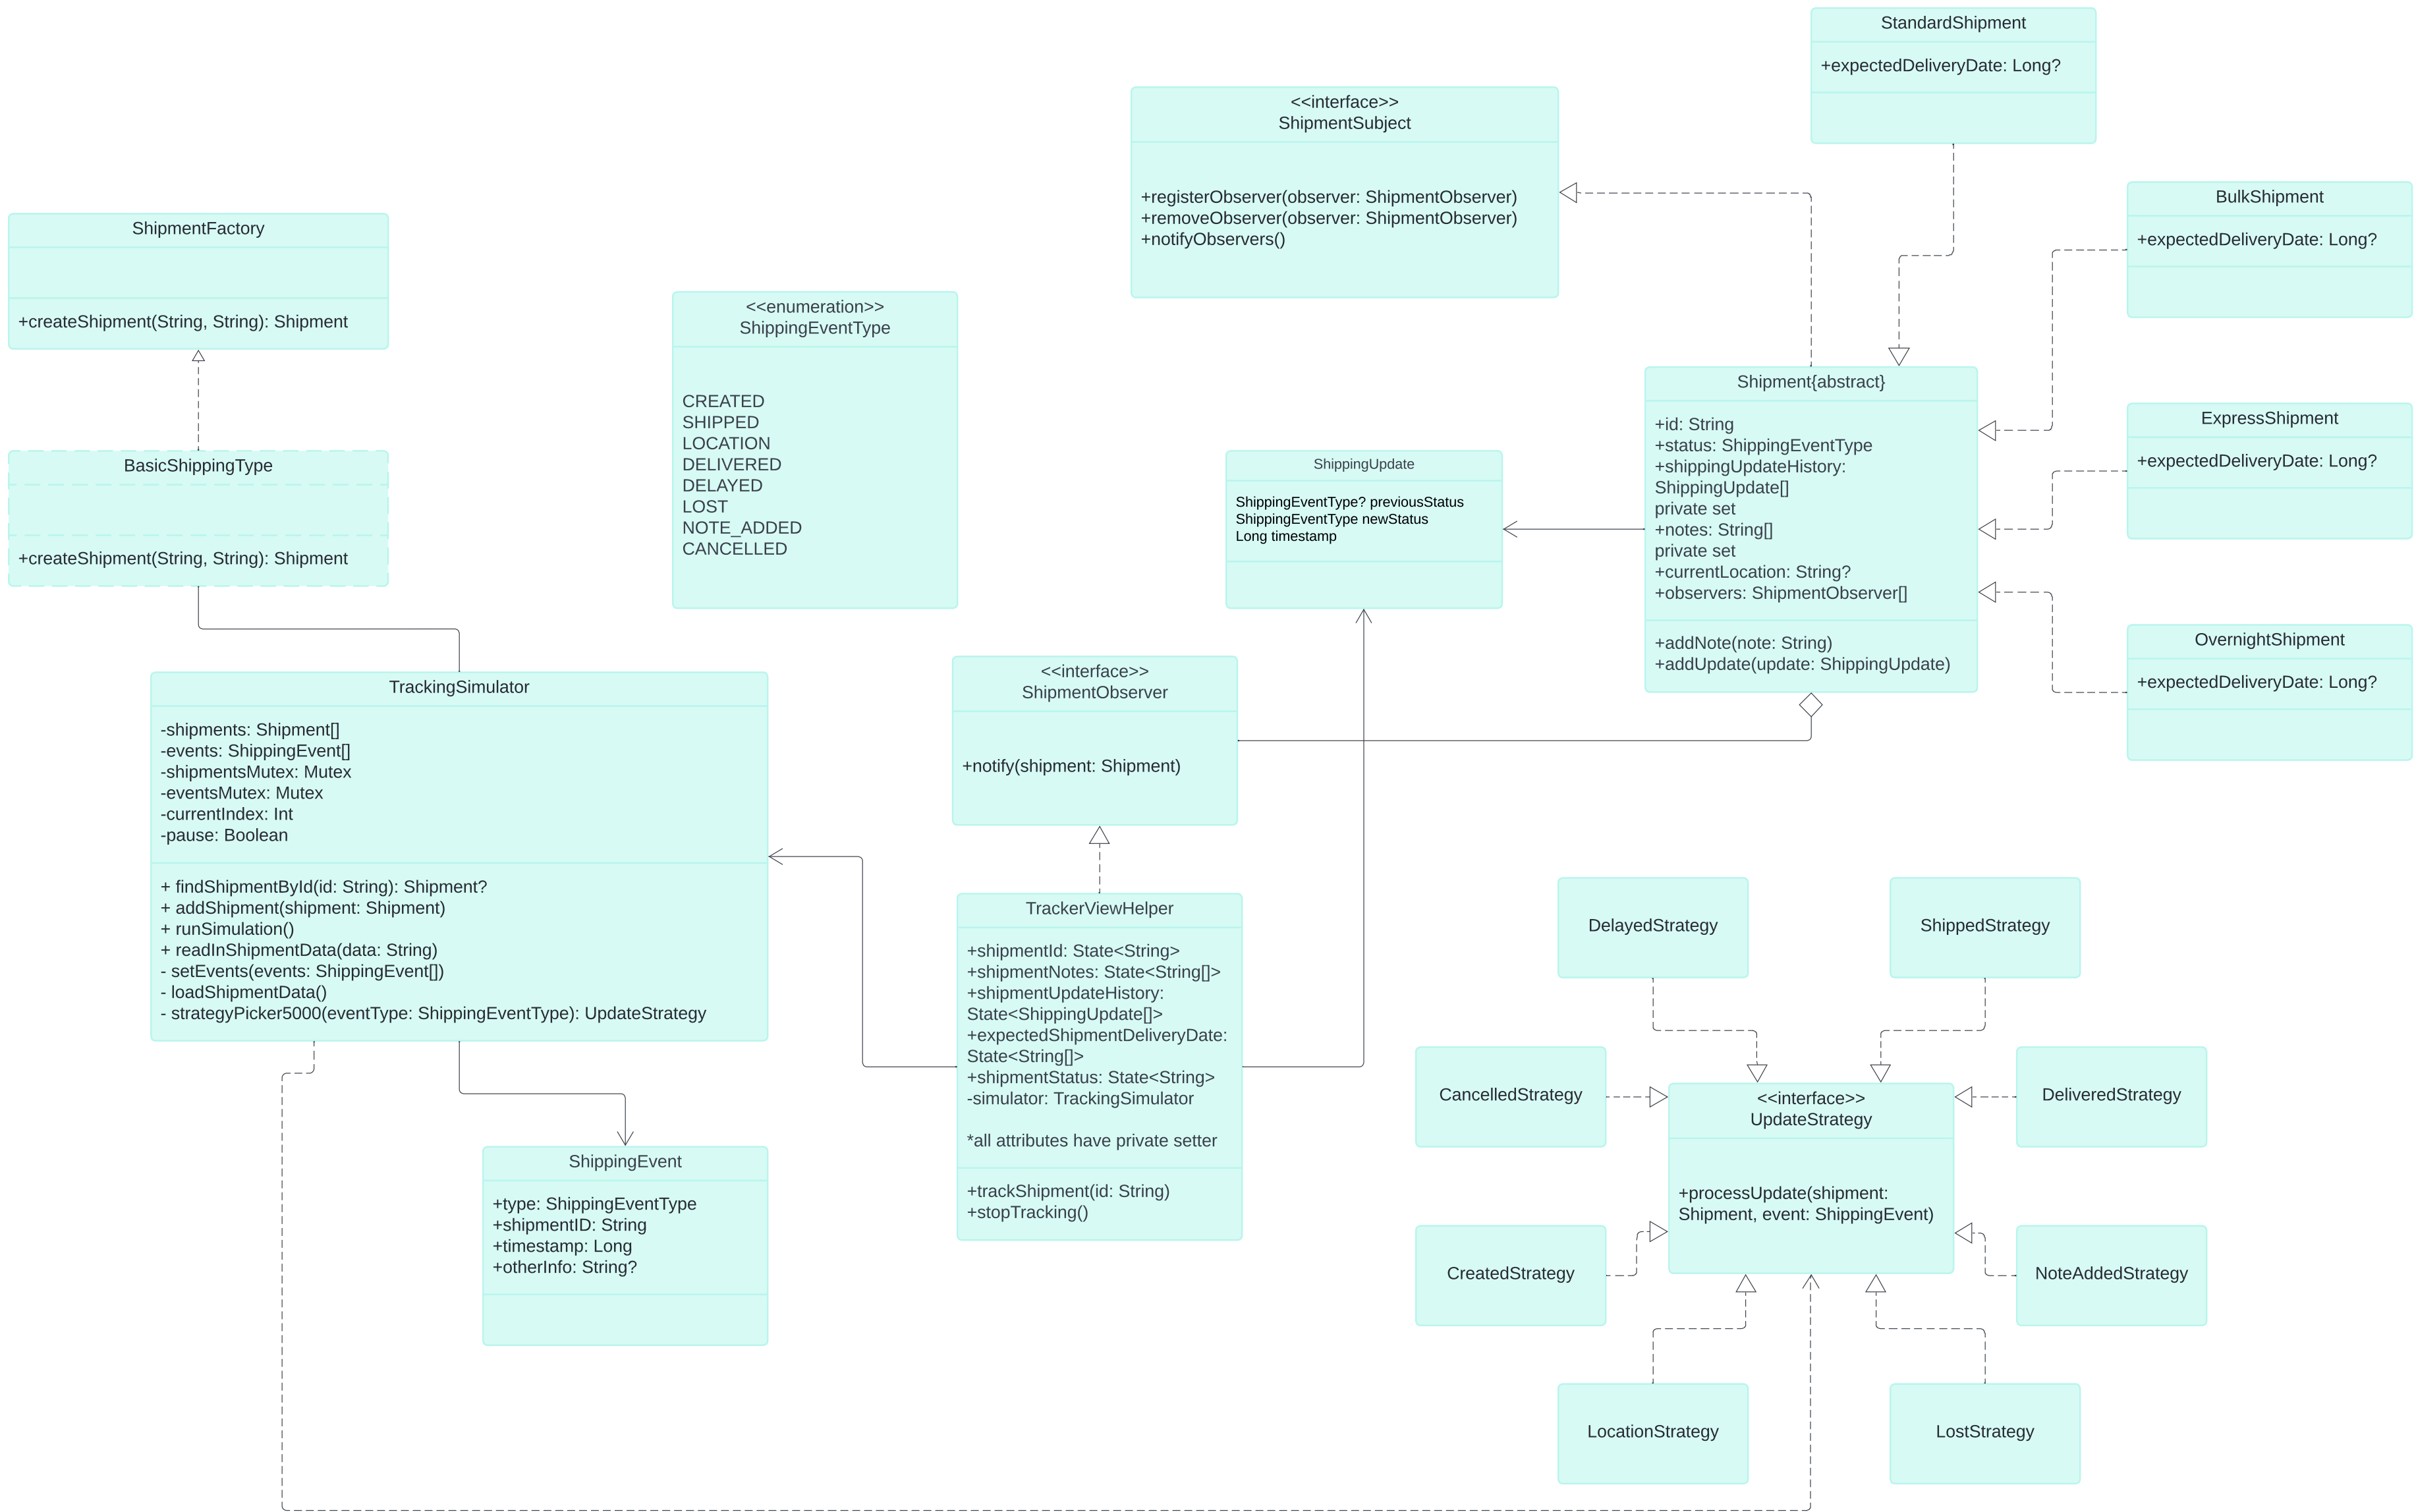 StandardShipment
+expectedDeliveryDate: Long?
<<interface>>
ShipmentSubject
+registerObserver(observer: ShipmentObserver)
+removeObserver(observer: ShipmentObserver)
+notifyObservers()
BulkShipment
+expectedDeliveryDate: Long?
ShipmentFactory
+createShipment(String, String): Shipment
<<enumeration>>
ShippingEventType
CREATED
SHIPPED
LOCATION
DELIVERED
DELAYED
LOST
NOTE_ADDED
CANCELLED
Shipment{abstract}
+id: String
+status: ShippingEventType
+shippingUpdateHistory:
ShippingUpdate[]
private set
+notes: String[]
private set
+currentLocation: String?
+observers: ShipmentObserver[]
+addNote(note: String)
+addUpdate(update: ShippingUpdate)
ExpressShipment
+expectedDeliveryDate: Long?
BasicShippingType
+createShipment(String, String): Shipment
ShippingUpdate
ShippingEventType? previousStatus
ShippingEventType newStatus
Long timestamp
OvernightShipment
+expectedDeliveryDate: Long?
<<interface>>
ShipmentObserver
+notify(shipment: Shipment)
TrackingSimulator
-shipments: Shipment[]
-events: ShippingEvent[]
-shipmentsMutex: Mutex
-eventsMutex: Mutex
-currentIndex: Int
-pause: Boolean
+ findShipmentById(id: String): Shipment?
+ addShipment(shipment: Shipment)
+ runSimulation()
+ readInShipmentData(data: String)
- setEvents(events: ShippingEvent[])
- loadShipmentData()
- strategyPicker5000(eventType: ShippingEventType): UpdateStrategy
TrackerViewHelper
+shipmentId: State<String>
+shipmentNotes: State<String[]>
+shipmentUpdateHistory:
State<ShippingUpdate[]>
+expectedShipmentDeliveryDate:
State<String[]>
+shipmentStatus: State<String>
-simulator: TrackingSimulator
*all attributes have private setter
+trackShipment(id: String)
+stopTracking()
DelayedStrategy
ShippedStrategy
CancelledStrategy
<<interface>>
UpdateStrategy
+processUpdate(shipment:
Shipment, event: ShippingEvent)
DeliveredStrategy
ShippingEvent
+type: ShippingEventType
+shipmentID: String
+timestamp: Long
+otherInfo: String?
CreatedStrategy
NoteAddedStrategy
LocationStrategy
LostStrategy